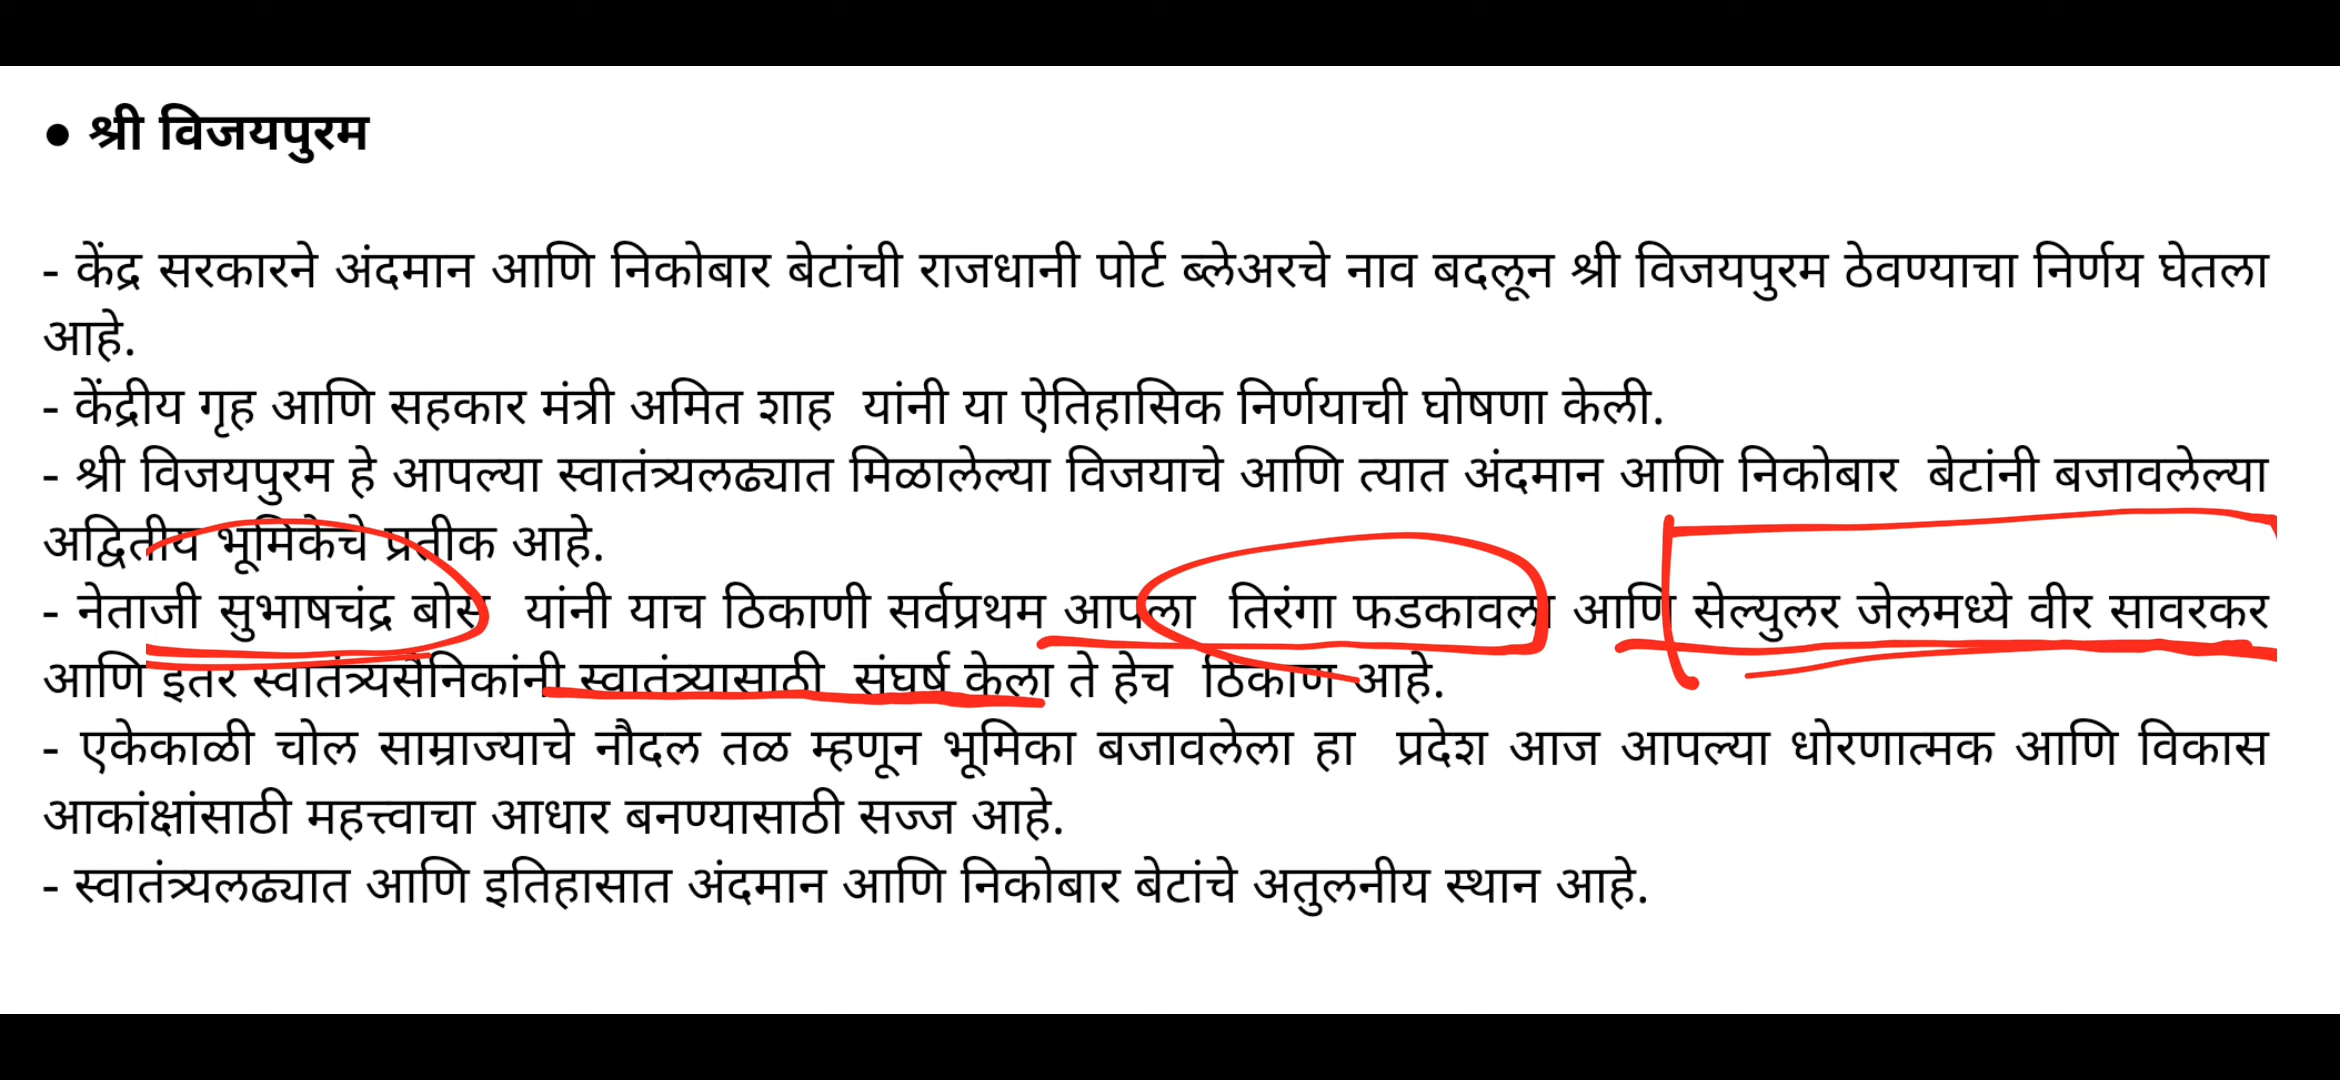 ● श्री विजयपुरम
- केंद्र सरकारने अंदमान आणि निकोबार बेटांची राजधानी पोर्ट ब्लेअरचे नाव बदलून श्री विजयपुरम ठेवण्याचा निर्णय घेतला
आहे.
- केंद्रीय गृह आणि सहकार मंत्री अमित शाह यांनी या ऐतिहासिक निर्णयाची घोषणा केली.
- श्री विजयपुरम हे आपल्या स्वातंत्र्यलढ्यात मिळालेल्या विजयाचे आणि त्यात अंदमान आणि निकोबार बेटांनी बजावलेल्या
अद्वितीय भूमिकेचे प्रतीक आहे.
- नेताजी सुभाषचंद्र बोस यांनी याच ठिकाणी सर्वप्रथम आपला तिरंगा फडकावला आणि सेल्युलर जेलमध्ये वीर सावरकर
आणि इतर स्वातंत्र्यसैनिकांनी स्वातंत्र्यासाठी संघर्ष केला ते हेच ठिकाण आहे.
- एकेकाळी चोल साम्राज्याचे नौदल तळ म्हणून भूमिका बजावलेला हा प्रदेश आज आपल्या धोरणात्मक आणि विकास
आकांक्षांसाठी महत्त्वाचा आधार बनण्यासाठी सज्ज आहे.
- स्वातंत्र्यलढ्यात आणि इतिहासात अंदमान आणि निकोबार बेटांचे अतुलनीय स्थान आहे.